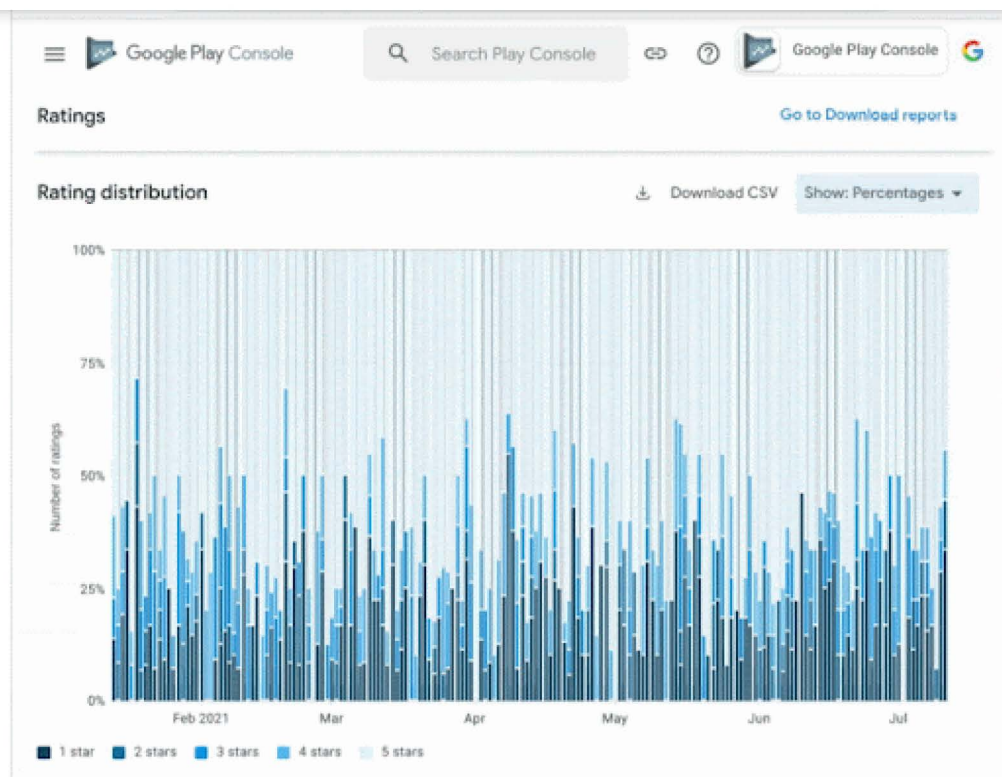 Google Play Console
Search Play Console
Google Play Console
Ratings
Go to Download reports
Rating distribution
Download CSV
Show: Percentages
100%
75%
50%
25%
0%
Number of ratings
Feb 2021
Mar
Apr
May
Jun
Jul
1 star
2 stars
3 stars
4 stars
5 stars